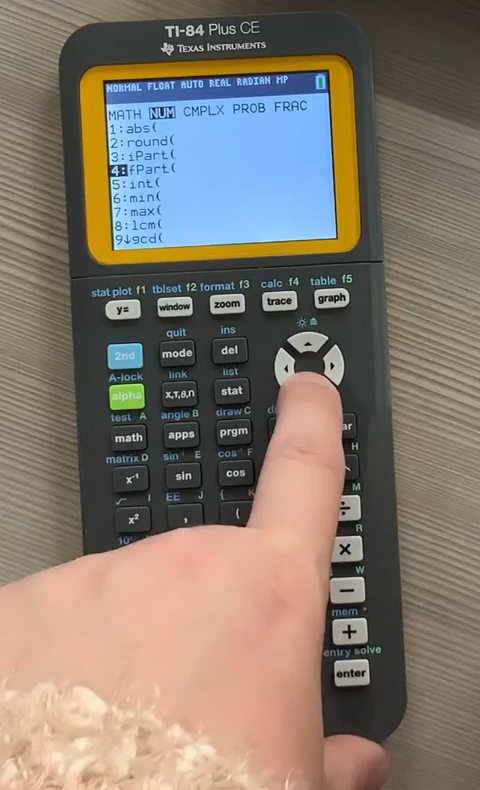 TI-84 Plus CE
TEXAS INSTRUMENTS
NORMAL FLOAT AUTO REAL RADIAN MP
MATH NUM CMPLX PROB FRAC
1:abs(
2:round(
3:iPart(
4:fPart(
5:int(
6:min(
7:max(
8:lcm(
9↓gcd(
stat plot f1 tblset f2 format f3 calc f4 table f5
y= window zoom trace graph
quit ins
2nd mode del
A-lock link list
alpha X,T,θ,n stat
test A angle B draw C
math apps prgm
matrix D sin⁻¹ E cos⁻¹ F H
x⁻¹ sin cos
√ I EE J { K M
x² , ( ÷
R
×
W
−
mem "
+
entry solve
enter